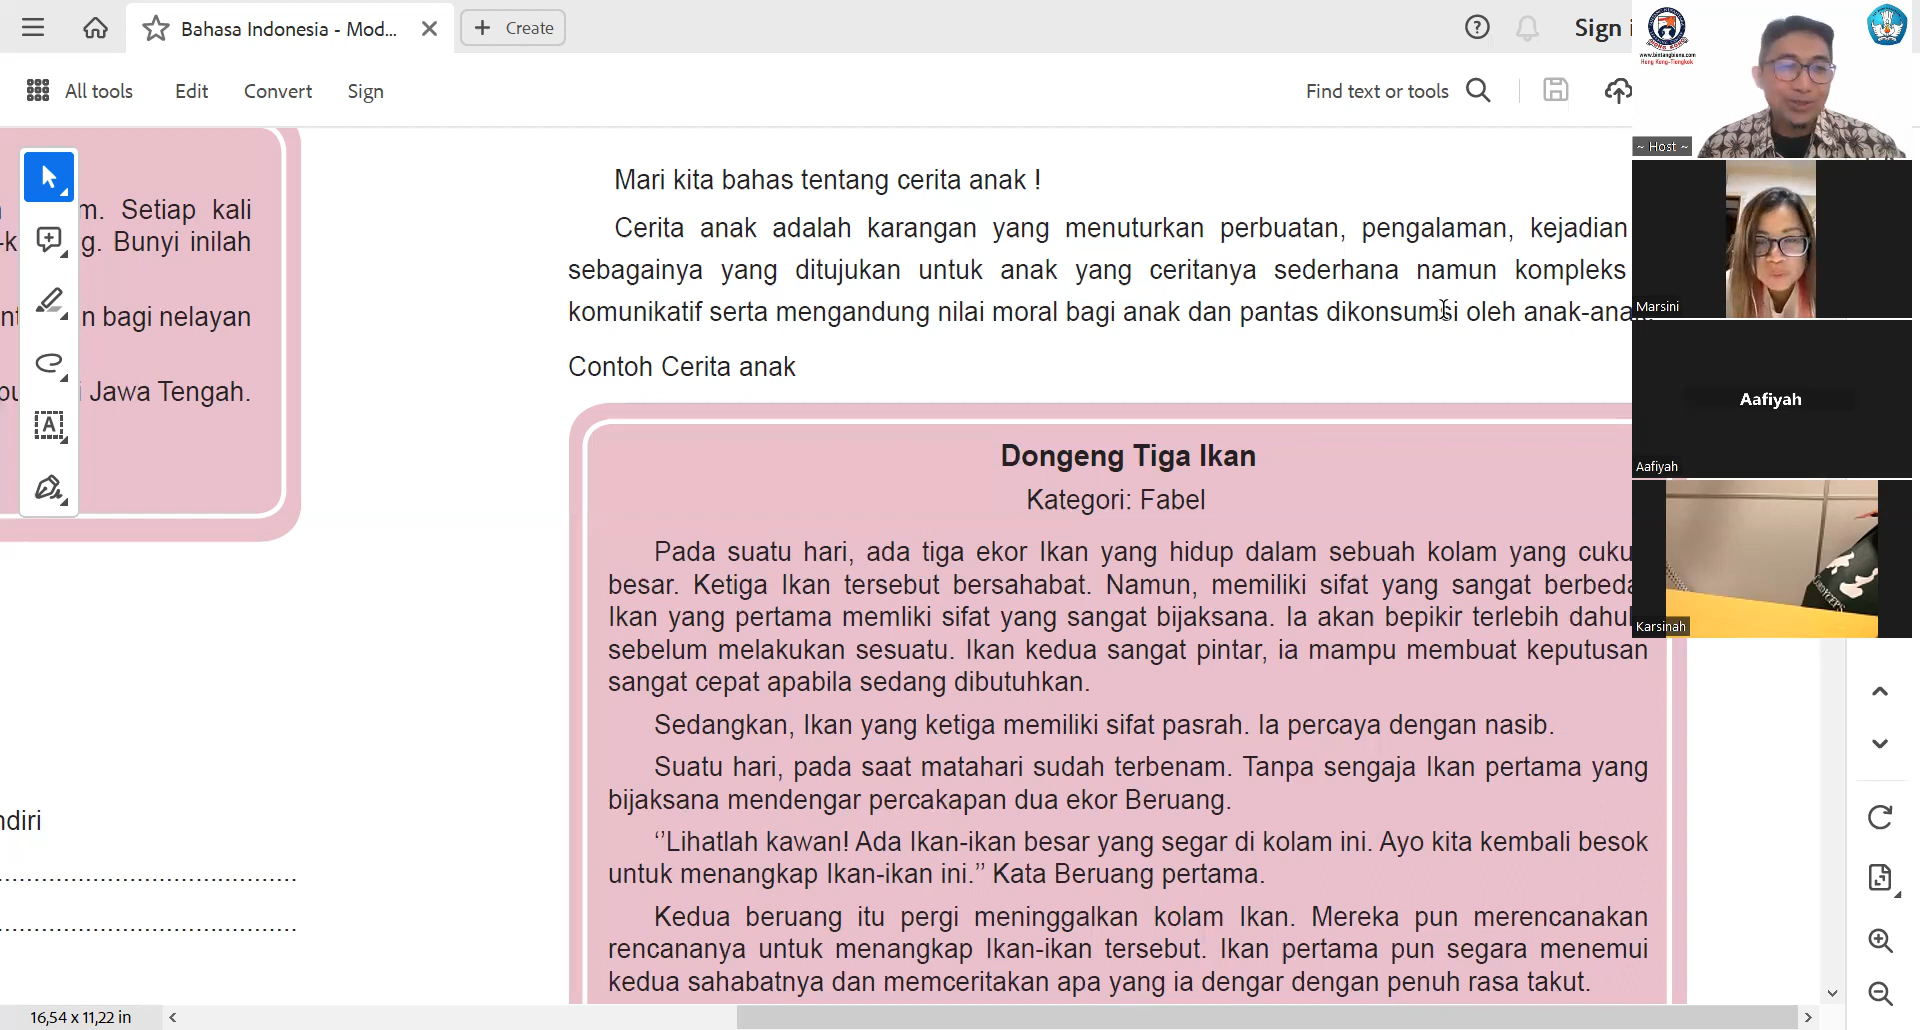 Bahasa Indonesia - Mod...
Create
Sign i
All tools
Edit
Convert
Sign
Find text or tools
www.bintangbiena.com
Hong Kong-Tiongkok
~ Host ~
m. Setiap kali
g. Bunyi inilah
n bagi nelayan
i Jawa Tengah.
ndiri
Mari kita bahas tentang cerita anak !
Cerita anak adalah karangan yang menuturkan perbuatan, pengalaman, kejadian
sebagainya yang ditujukan untuk anak yang ceritanya sederhana namun kompleks
komunikatif serta mengandung nilai moral bagi anak dan pantas dikonsumsi oleh anak-ana
Contoh Cerita anak
Dongeng Tiga Ikan
Kategori: Fabel
Pada suatu hari, ada tiga ekor Ikan yang hidup dalam sebuah kolam yang cuku
besar. Ketiga Ikan tersebut bersahabat. Namun, memiliki sifat yang sangat berbeda
Ikan yang pertama memliki sifat yang sangat bijaksana. Ia akan bepikir terlebih dahul
sebelum melakukan sesuatu. Ikan kedua sangat pintar, ia mampu membuat keputusan
sangat cepat apabila sedang dibutuhkan.
Sedangkan, Ikan yang ketiga memiliki sifat pasrah. Ia percaya dengan nasib.
Suatu hari, pada saat matahari sudah terbenam. Tanpa sengaja Ikan pertama yang
bijaksana mendengar percakapan dua ekor Beruang.
‘’Lihatlah kawan! Ada Ikan-ikan besar yang segar di kolam ini. Ayo kita kembali besok
untuk menangkap Ikan-ikan ini.’’ Kata Beruang pertama.
Kedua beruang itu pergi meninggalkan kolam Ikan. Mereka pun merencanakan
rencananya untuk menangkap Ikan-ikan tersebut. Ikan pertama pun segara menemui
kedua sahabatnya dan memceritakan apa yang ia dengar dengan penuh rasa takut.
Marsini
Aafiyah
Aafiyah
Karsinah
16,54 x 11,22 in